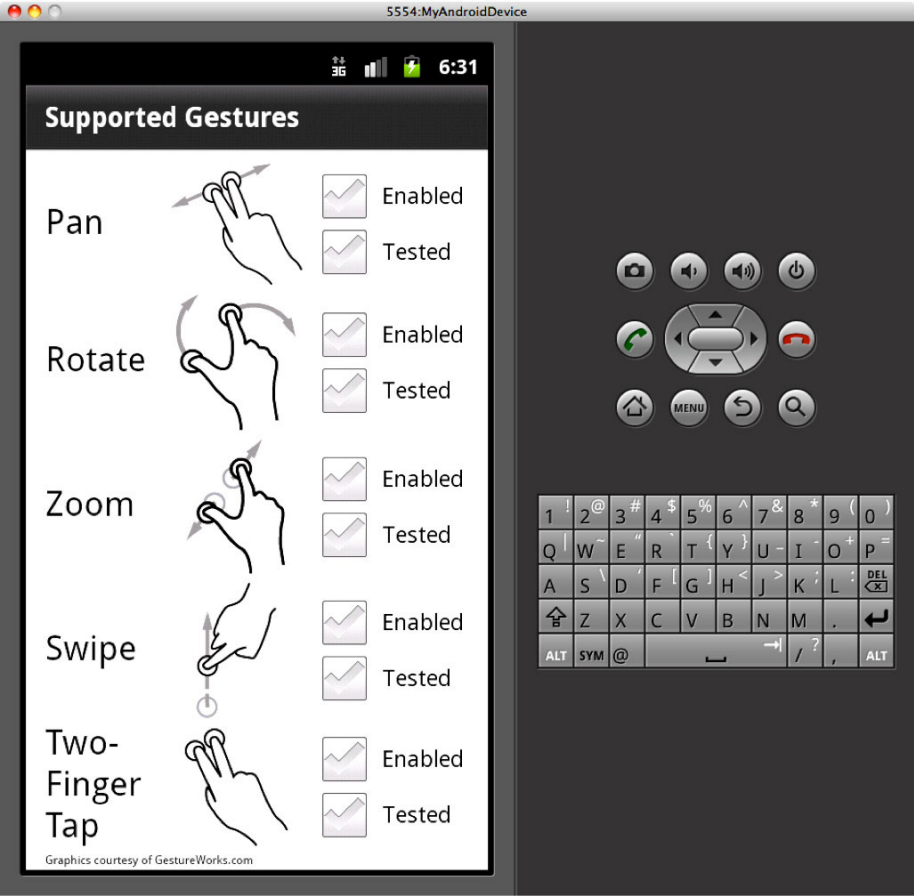 5554:MyAndroidDevice
3G 6:31
Supported Gestures
Pan
Enabled
Tested
Rotate
Enabled
Tested
Zoom
Enabled
Tested
Swipe
Enabled
Tested
Two-
Finger
Tap
Enabled
Tested
Graphics courtesy of GestureWorks.com
MENU
1 ! 2 @ 3 # 4 $ 5 % 6 ^ 7 & 8 * 9 ( 0 )
Q | W ~ E " R ` T { Y } U _ I - O + P =
A S \ D ' F [ G ] H < J > K ; L : DEL
Z X C V B N M .
ALT SYM @ / ? , ALT